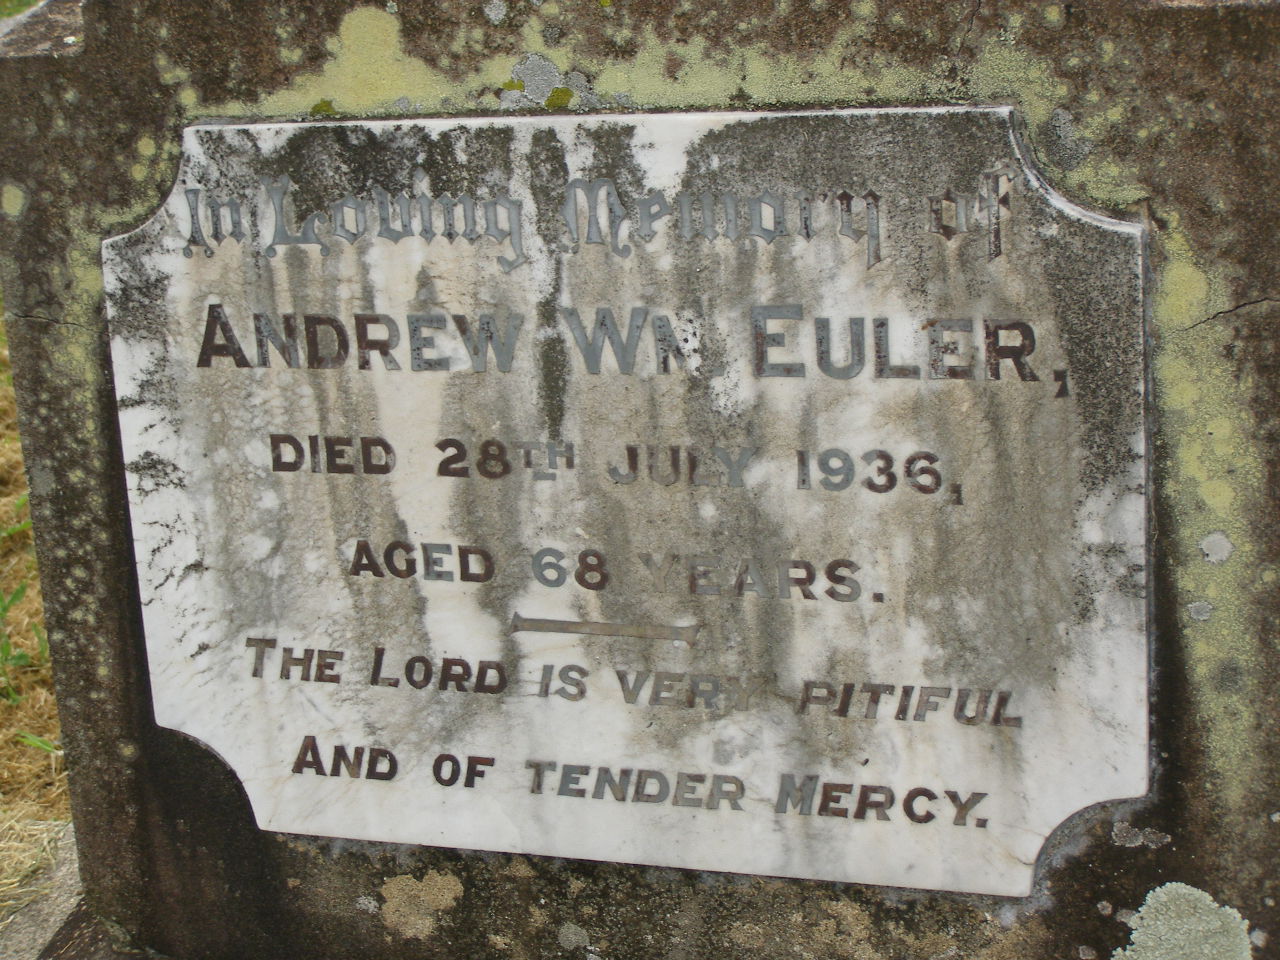 In Loving Memory of
ANDREW WM. EULER,
DIED 28TH JULY 1936,
AGED 68 YEARS.
THE LORD IS VERY PITIFUL
AND OF TENDER MERCY.